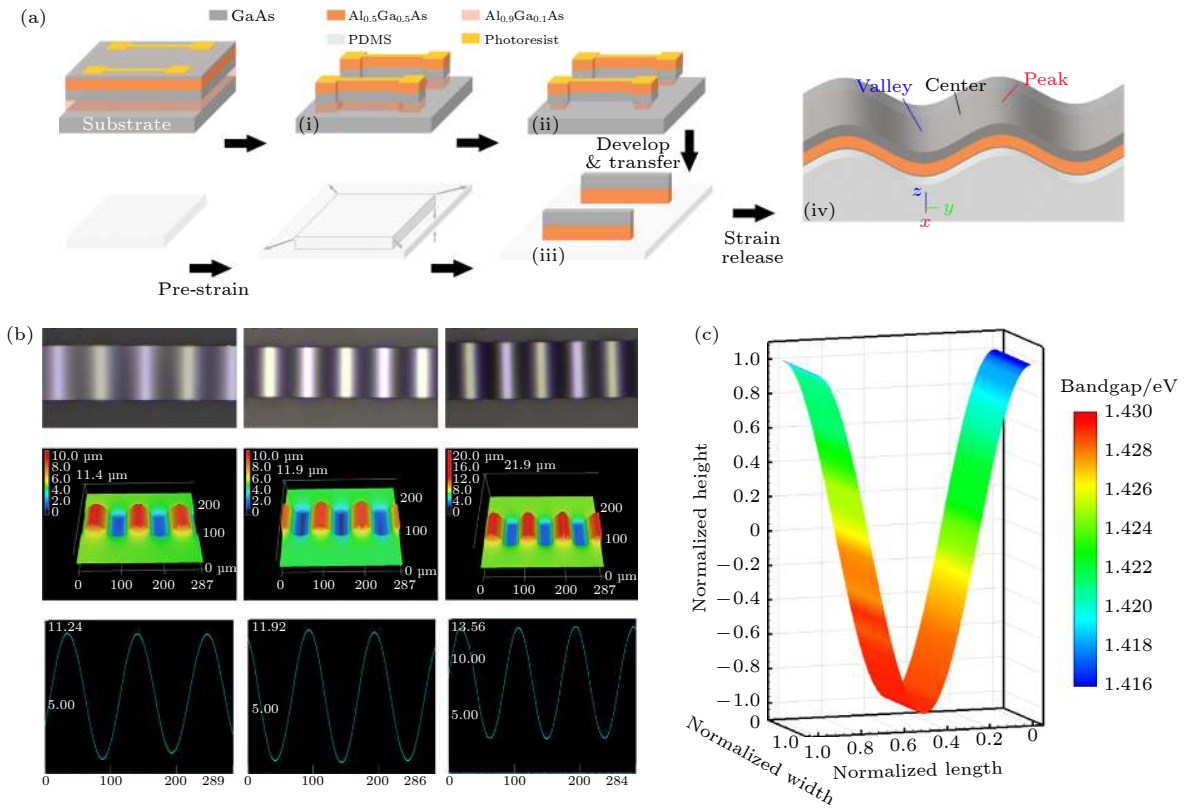 (a)
GaAs
Al0.5Ga0.5As
Al0.9Ga0.1As
PDMS
Photoresist
Substrate
(i)
(ii)
Develop
& transfer
Valley
Center
Peak
z
y
x
(iv)
(iii)
Strain
release
Pre-strain
(b)
10.0 μm
8.0
6.0
4.0
2.0
0
11.4 μm
200
100
0 μm
0 100 200 287
10.0 μm
8.0
6.0
4.0
2.0
0
11.9 μm
200
100
0 μm
0 100 200 287
20.0 μm
16.0
12.0
8.0
4.0
0
21.9 μm
200
100
0 μm
0 100 200 287
11.24
5.00
0 100 200 289
11.92
5.00
0 100 200 286
13.56
10.00
5.00
0 100 200 284
(c)
Normalized height
1.0
0.8
0.6
0.4
0.2
0
−0.2
−0.4
−0.6
−0.8
−1.0
0
1.0
Normalized width
1.0 0.8 0.6 0.4 0.2 0
Normalized length
Bandgap/eV
1.430
1.428
1.426
1.424
1.422
1.420
1.418
1.416